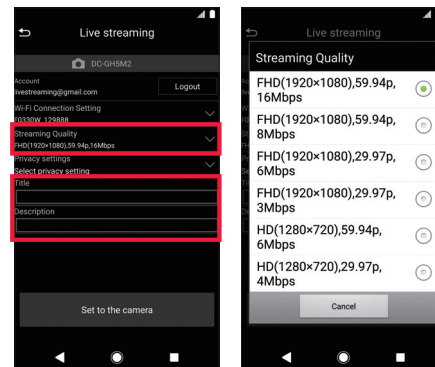 Live streaming
DC-GH5M2
Account
livestreaming@gmail.com
Logout
Wi-Fi Connection Setting
F0330W_129888
Streaming Quality
FHD(1920×1080),59.94p,16Mbps
Privacy settings
Select privacy setting
Title
Description
Set to the camera
Live streaming
Streaming Quality
FHD(1920×1080),59.94p,
16Mbps
FHD(1920×1080),59.94p,
8Mbps
FHD(1920×1080),29.97p,
6Mbps
FHD(1920×1080),29.97p,
3Mbps
HD(1280×720),59.94p,
6Mbps
HD(1280×720),29.97p,
4Mbps
Cancel